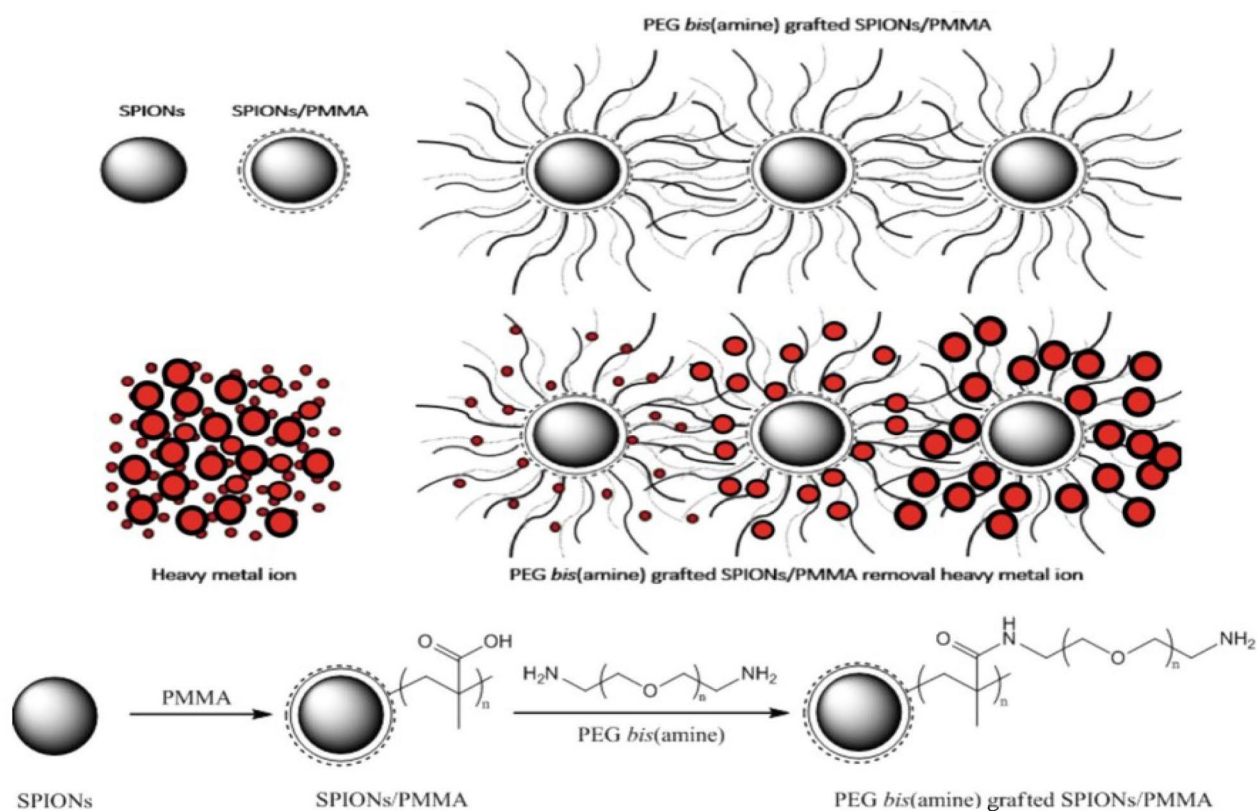 PEG bis(amine) grafted SPIONs/PMMA
SPIONs
SPIONs/PMMA
Heavy metal ion
PEG bis(amine) grafted SPIONs/PMMA removal heavy metal ion
PMMA
O
OH
n
H₂N
O
n
NH₂
PEG bis(amine)
O
H
N
O
n
NH₂
n
SPIONs
SPIONs/PMMA
PEG bis(amine) grafted SPIONs/PMMA